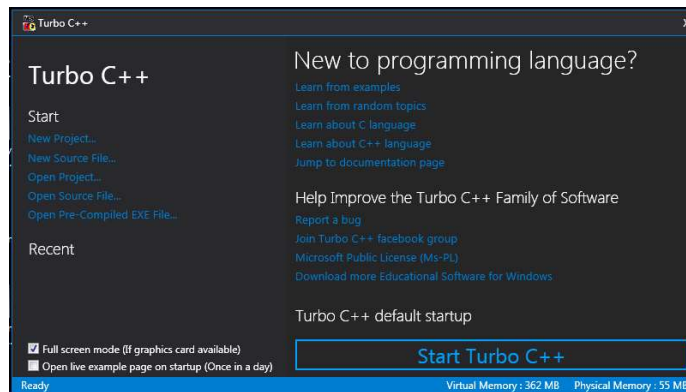 Turbo C++
Turbo C++
Start
New Project...
New Source File...
Open Project...
Open Source File...
Open Pre-Compiled EXE File...
Recent
Full screen mode (If graphics card available)
Open live example page on startup (Once in a day)
New to programming language?
Learn from examples
Learn from random topics
Learn about C language
Learn about C++ language
Jump to documentation page
Help Improve the Turbo C++ Family of Software
Report a bug
Join Turbo C++ facebook group
Microsoft Public License (Ms-PL)
Download more Educational Software for Windows
Turbo C++ default startup
Start Turbo C++
Ready
Virtual Memory : 362 MB Physical Memory : 55 MB